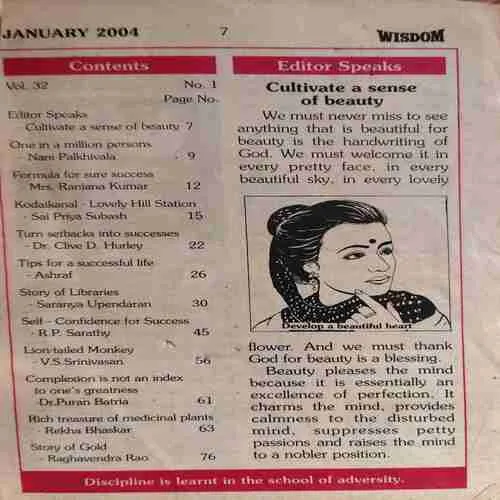 JANUARY 2004
7
WISDOM
Contents
Vol. 32 No. 1
Page No.
Editor Speaks
Cultivate a sense of beauty 7
One in a million persons
- Nani Palkhivala 9
Formula for sure success
Mrs. Ranjana Kumar 12
Kodaikanal - Lovely Hill Station
- Sai Priya Subash 15
Turn setbacks into successes
- Dr. Clive D. Hurley 22
Tips for a successful life
- Ashraf 26
Story of Libraries
- Saranya Upendaran 30
Self - Confidence for Success
- R.P. Sarathy 45
Lion-tailed Monkey
- V.S.Srinivasan 56
Complexion is not an index
to one's greatness
-Dr.Puran Batria 61
Rich treasure of medicinal plants
- Rekha Bhaskar 63
Story of Gold
- Raghavendra Rao 76
Editor Speaks
Cultivate a sense
of beauty
We must never miss to see
anything that is beautiful for
beauty is the handwriting of
God. We must welcome it in
every pretty face, in every
beautiful sky, in every lovely
Develop a beautiful heart
flower. And we must thank
God for beauty is a blessing.
Beauty pleases the mind
because it is essentially an
excellence of perfection. It
charms the mind, provides
calmness to the disturbed
mind, suppresses petty
passions and raises the mind
to a nobler position.
Discipline is learnt in the school of adversity.